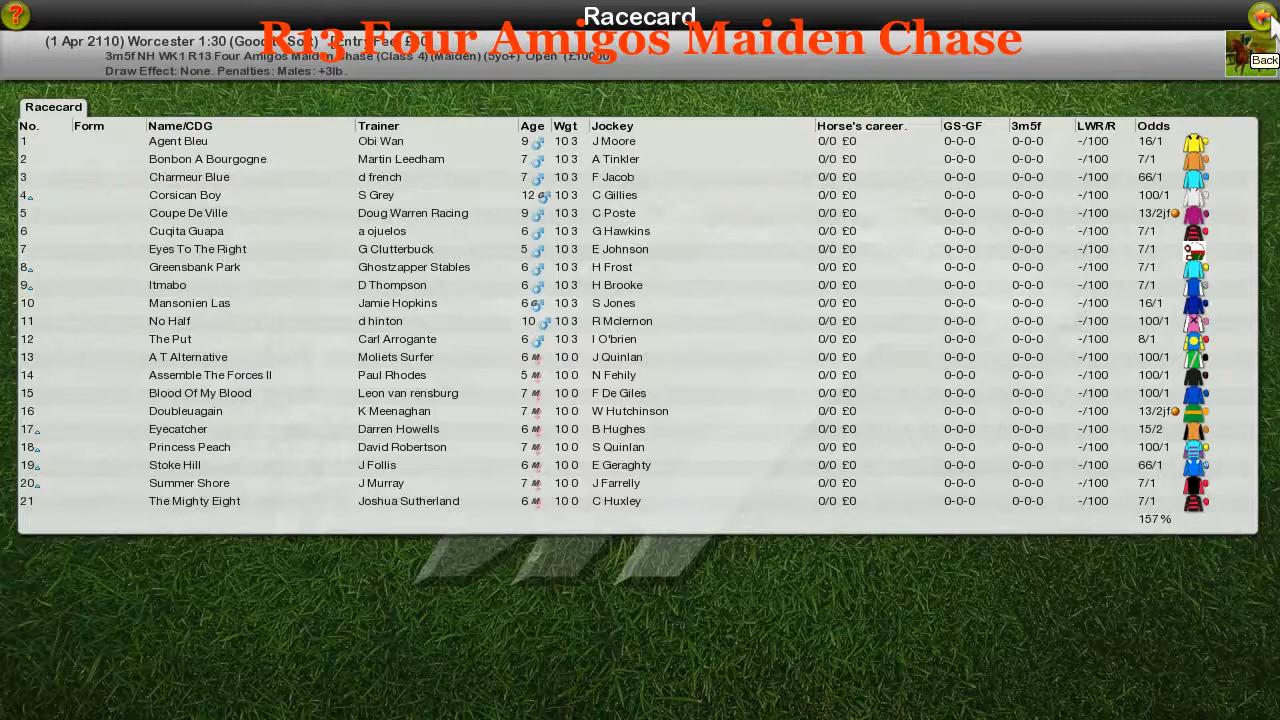 Racecard
R13 Four Amigos Maiden Chase
(1 Apr 2110) Worcester 1:30 (Good to Soft) (Entry Fee £50)
3m5f NH WK1 R13 Four Amigos Maiden Chase (Class 4) (Maiden) (5yo+) Open (£10000
Draw Effect: None. Penalties: Males: +3lb.
Back
Racecard
No. Form Name/CDG Trainer Age Wgt Jockey Horse's career. GS-GF 3m5f LWR/R Odds
1 Agent Bleu Obi Wan 9 10 3 J Moore 0/0 £0 0-0-0 0-0-0 -/100 16/1
2 Bonbon A Bourgogne Martin Leedham 7 10 3 A Tinkler 0/0 £0 0-0-0 0-0-0 -/100 7/1
3 Charmeur Blue d french 7 10 3 F Jacob 0/0 £0 0-0-0 0-0-0 -/100 66/1
4 Corsican Boy S Grey 12 10 3 C Gillies 0/0 £0 0-0-0 0-0-0 -/100 100/1
5 Coupe De Ville Doug Warren Racing 9 10 3 C Poste 0/0 £0 0-0-0 0-0-0 -/100 13/2jf
6 Cuqita Guapa a ojuelos 6 10 3 G Hawkins 0/0 £0 0-0-0 0-0-0 -/100 7/1
7 Eyes To The Right G Clutterbuck 5 10 3 E Johnson 0/0 £0 0-0-0 0-0-0 -/100 7/1
8 Greensbank Park Ghostzapper Stables 6 10 3 H Frost 0/0 £0 0-0-0 0-0-0 -/100 7/1
9 Itmabo D Thompson 6 10 3 H Brooke 0/0 £0 0-0-0 0-0-0 -/100 7/1
10 Mansonien Las Jamie Hopkins 6 10 3 S Jones 0/0 £0 0-0-0 0-0-0 -/100 16/1
11 No Half d hinton 10 10 3 R Mclernon 0/0 £0 0-0-0 0-0-0 -/100 100/1
12 The Put Carl Arrogante 6 10 3 I O'brien 0/0 £0 0-0-0 0-0-0 -/100 8/1
13 A T Alternative Moliets Surfer 6 10 0 J Quinlan 0/0 £0 0-0-0 0-0-0 -/100 100/1
14 Assemble The Forces II Paul Rhodes 5 10 0 N Fehily 0/0 £0 0-0-0 0-0-0 -/100 100/1
15 Blood Of My Blood Leon van rensburg 7 10 0 F De Giles 0/0 £0 0-0-0 0-0-0 -/100 100/1
16 Doubleuagain K Meenaghan 7 10 0 W Hutchinson 0/0 £0 0-0-0 0-0-0 -/100 13/2jf
17 Eyecatcher Darren Howells 6 10 0 B Hughes 0/0 £0 0-0-0 0-0-0 -/100 15/2
18 Princess Peach David Robertson 7 10 0 S Quinlan 0/0 £0 0-0-0 0-0-0 -/100 100/1
19 Stoke Hill J Follis 6 10 0 E Geraghty 0/0 £0 0-0-0 0-0-0 -/100 66/1
20 Summer Shore J Murray 7 10 0 J Farrelly 0/0 £0 0-0-0 0-0-0 -/100 7/1
21 The Mighty Eight Joshua Sutherland 6 10 0 C Huxley 0/0 £0 0-0-0 0-0-0 -/100 7/1
157%